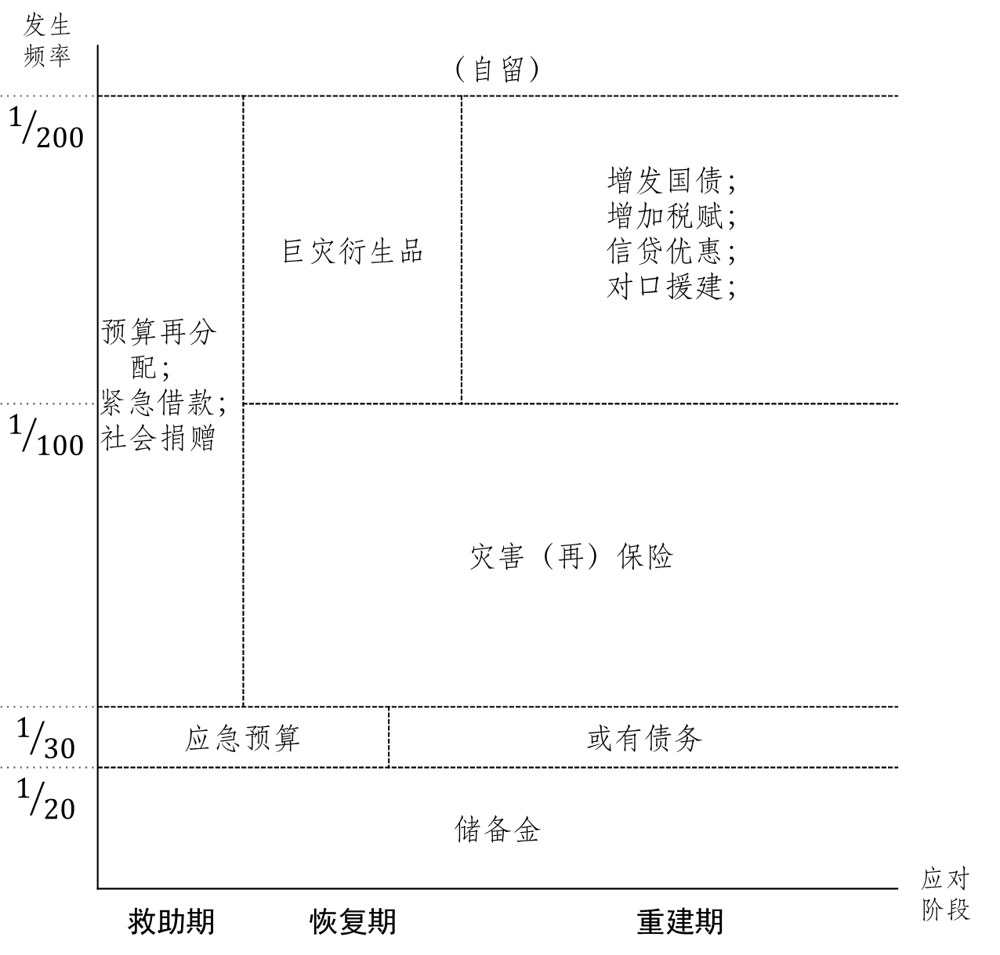 发生
频率
（自留）
1/200
增发国债；
增加税赋；
信贷优惠；
对口援建；
巨灾衍生品
预算再分
配；
紧急借款；
社会捐赠
1/100
灾害（再）保险
1/30
应急预算
或有债务
1/20
储备金
应对
阶段
救助期
恢复期
重建期